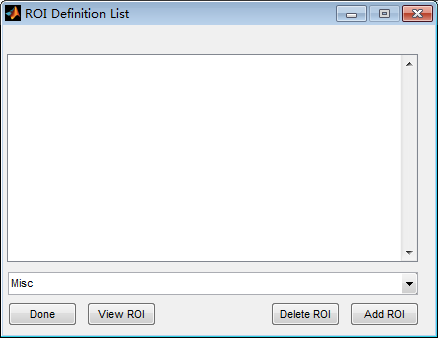 ROI Definition List
Misc
Done View ROI Delete ROI Add ROI